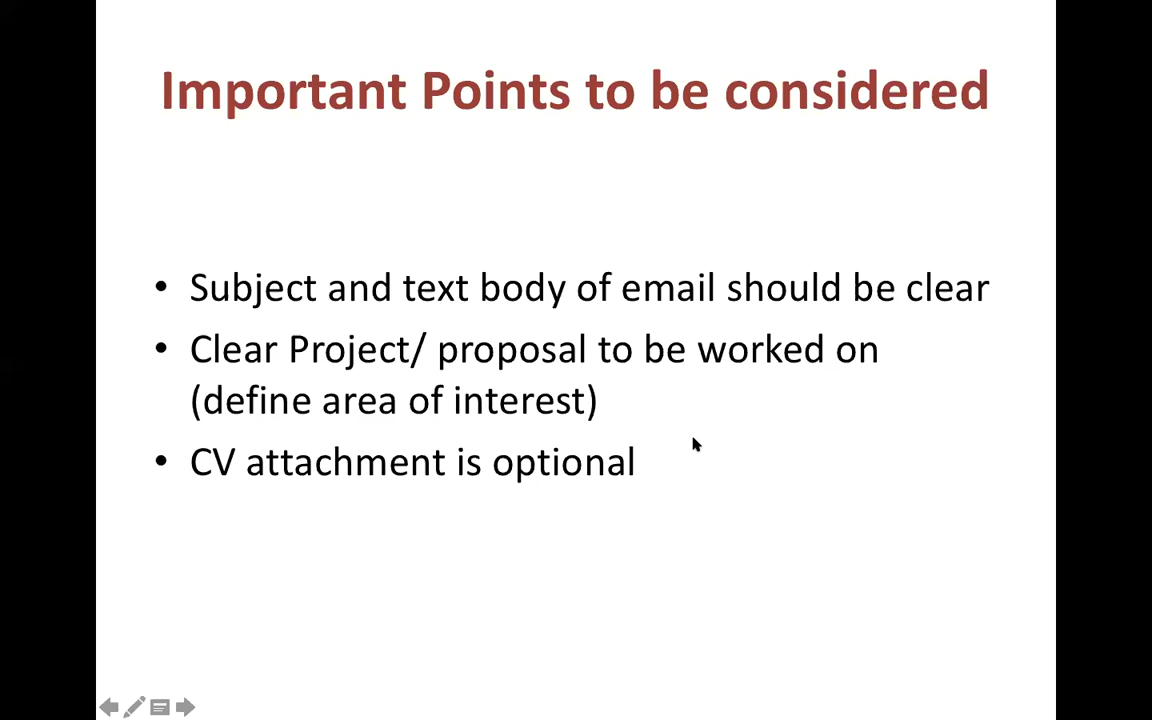 Important Points to be considered
• Subject and text body of email should be clear
• Clear Project/ proposal to be worked on
(define area of interest)
• CV attachment is optional